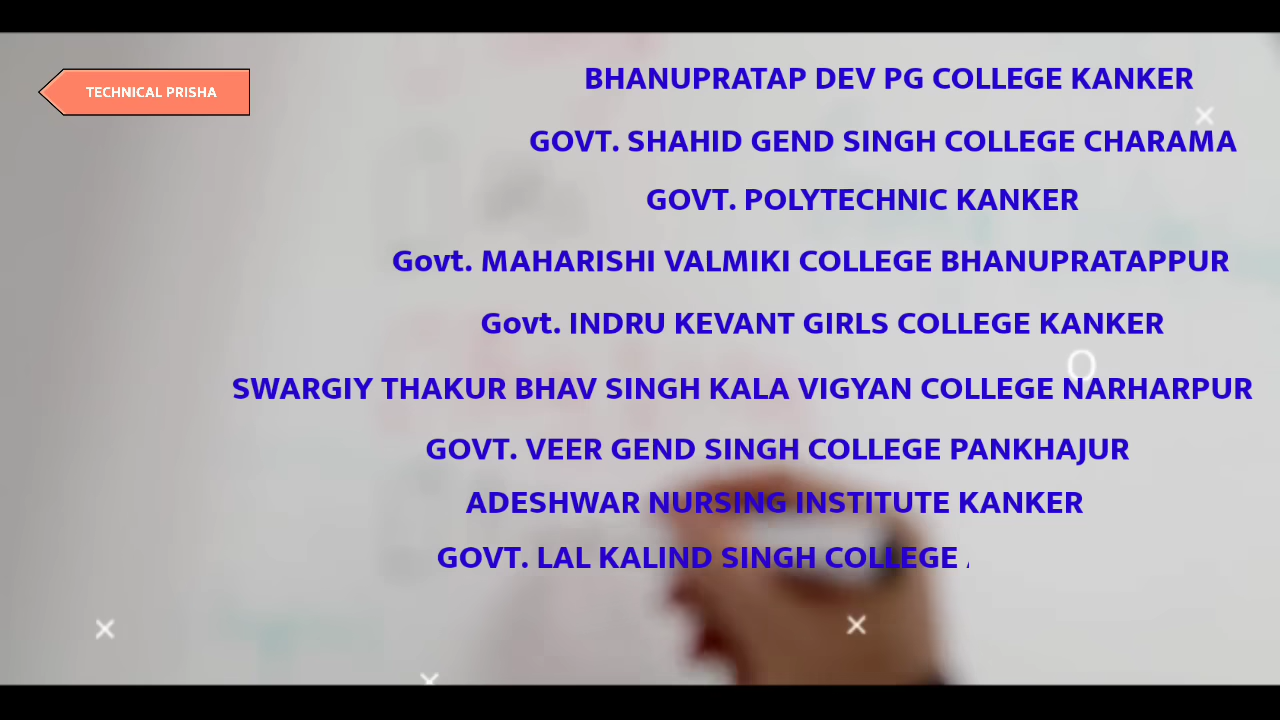 TECHNICAL PRISHA
BHANUPRATAP DEV PG COLLEGE KANKER
GOVT. SHAHID GEND SINGH COLLEGE CHARAMA
GOVT. POLYTECHNIC KANKER
Govt. MAHARISHI VALMIKI COLLEGE BHANUPRATAPPUR
Govt. INDRU KEVANT GIRLS COLLEGE KANKER
SWARGIY THAKUR BHAV SINGH KALA VIGYAN COLLEGE NARHARPUR
GOVT. VEER GEND SINGH COLLEGE PANKHAJUR
ADESHWAR NURSING INSTITUTE KANKER
GOVT. LAL KALIND SINGH COLLEGE